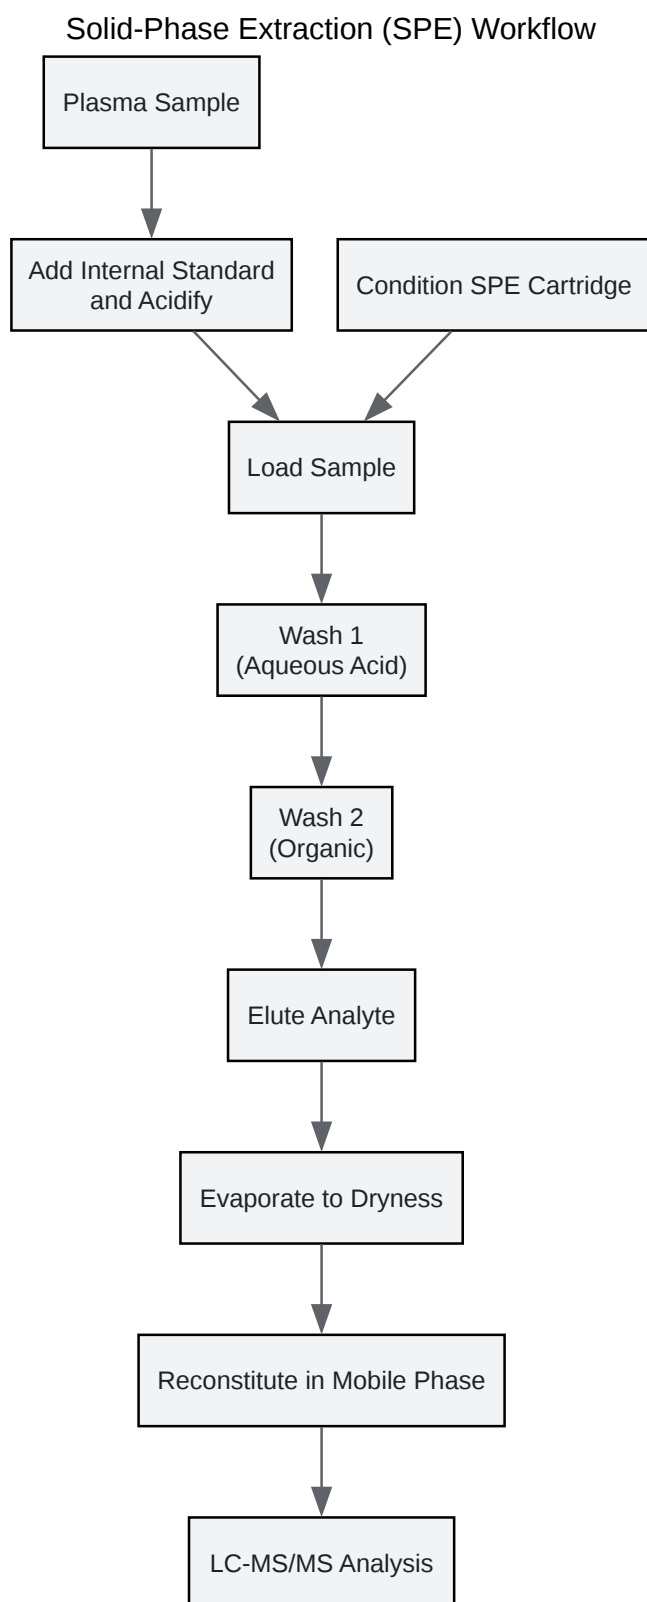 Solid-Phase Extraction (SPE) Workflow
Plasma Sample
Add Internal Standard
and Acidify
Condition SPE Cartridge
Load Sample
Wash 1
(Aqueous Acid)
Wash 2
(Organic)
Elute Analyte
Evaporate to Dryness
Reconstitute in Mobile Phase
LC-MS/MS Analysis